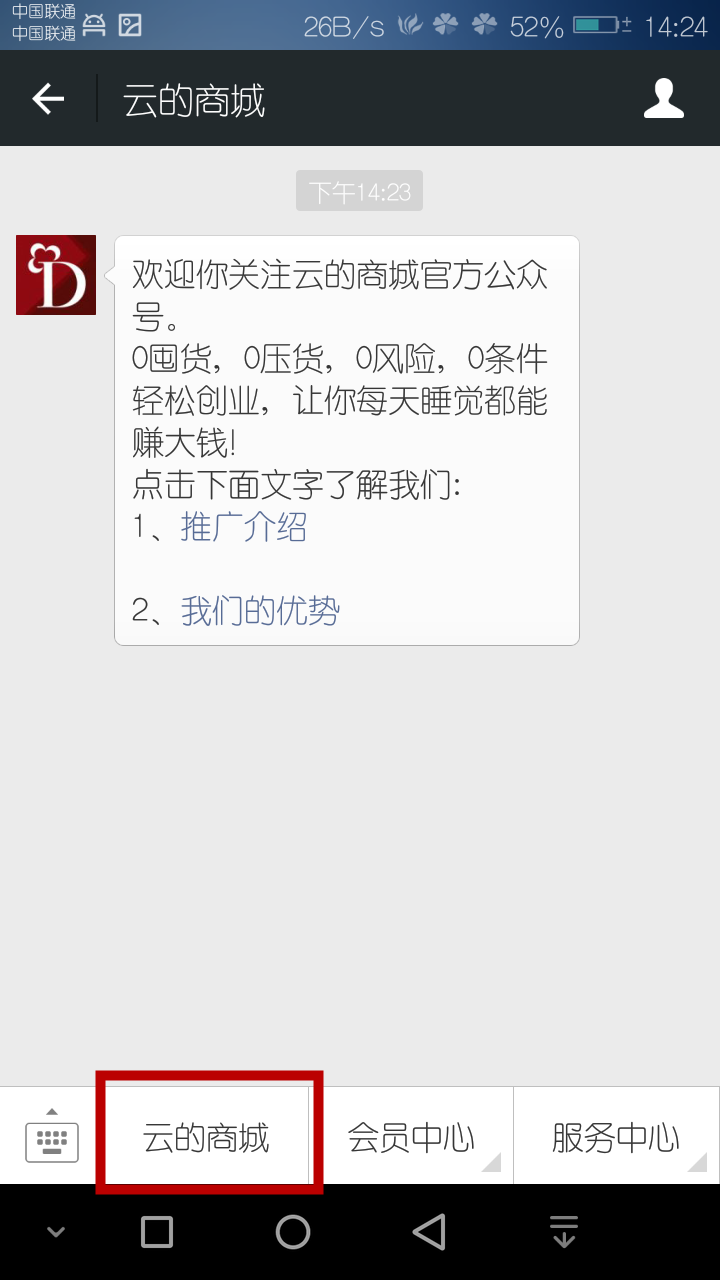 中国联通
中国联通
26B/s 52% 14:24
云的商城
下午14:23
D
欢迎你关注云的商城官方公众
号。
0囤货，0压货，0风险，0条件
轻松创业，让你每天睡觉都能
赚大钱!
点击下面文字了解我们:
1、推广介绍
2、我们的优势
云的商城 会员中心 服务中心